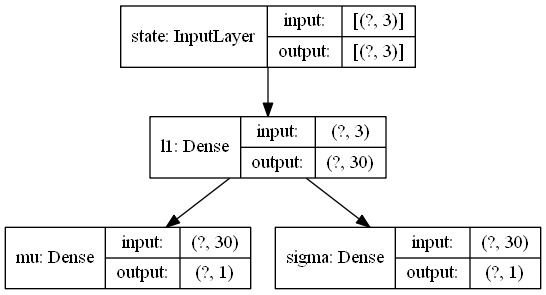 state: InputLayer input: [(?, 3)]
output: [(?, 3)]
l1: Dense input: (?, 3)
output: (?, 30)
mu: Dense input: (?, 30)
output: (?, 1)
sigma: Dense input: (?, 30)
output: (?, 1)